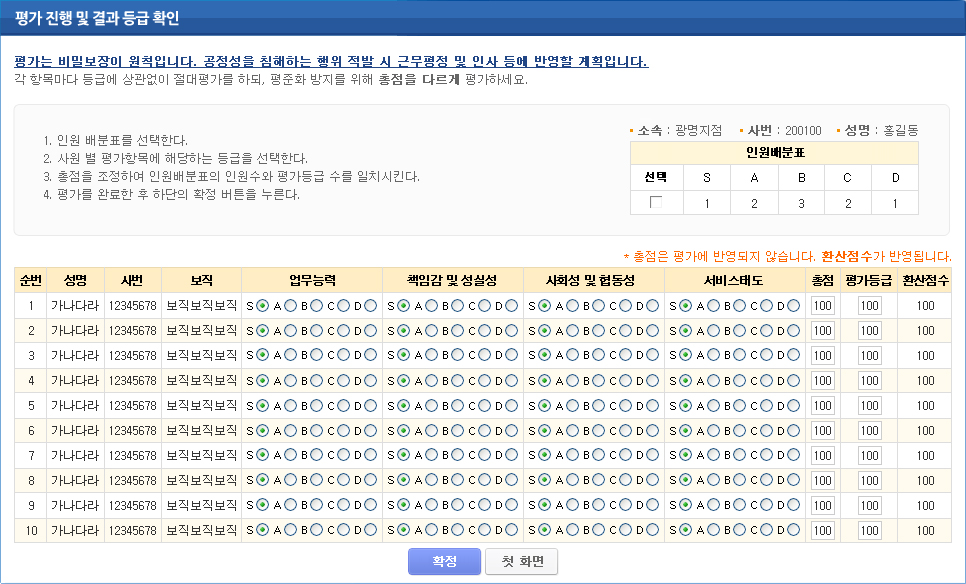 평가 진행 및 결과 등급 확인
평가는 비밀보장이 원칙입니다. 공정성을 침해하는 행위 적발 시 근무평정 및 인사 등에 반영할 계획입니다.
각 항목마다 등급에 상관없이 절대평가를 하되, 평준화 방지를 위해 총점을 다르게 평가하세요.
1. 인원 배분표를 선택한다.
2. 사원 별 평가항목에 해당하는 등급을 선택한다.
3. 총점을 조정하여 인원배분표의 인원수와 평가등급 수를 일치시킨다.
4. 평가를 완료한 후 하단의 확정 버튼을 누른다.
소속 : 광명지점 사번 : 200100 성명 : 홍길동
인원배분표
선택 S A B C D
1 2 3 2 1
* 총점은 평가에 반영되지 않습니다. 환산점수가 반영됩니다.
순번 성명 사번 보직 업무능력 책임감 및 성실성 사회성 및 협동성 서비스태도 총점 평가등급 환산점수
1 가나다라 12345678 보직보직보직 S A B C D S A B C D S A B C D S A B C D 100 100 100
2 가나다라 12345678 보직보직보직 S A B C D S A B C D S A B C D S A B C D 100 100 100
3 가나다라 12345678 보직보직보직 S A B C D S A B C D S A B C D S A B C D 100 100 100
4 가나다라 12345678 보직보직보직 S A B C D S A B C D S A B C D S A B C D 100 100 100
5 가나다라 12345678 보직보직보직 S A B C D S A B C D S A B C D S A B C D 100 100 100
6 가나다라 12345678 보직보직보직 S A B C D S A B C D S A B C D S A B C D 100 100 100
7 가나다라 12345678 보직보직보직 S A B C D S A B C D S A B C D S A B C D 100 100 100
8 가나다라 12345678 보직보직보직 S A B C D S A B C D S A B C D S A B C D 100 100 100
9 가나다라 12345678 보직보직보직 S A B C D S A B C D S A B C D S A B C D 100 100 100
10 가나다라 12345678 보직보직보직 S A B C D S A B C D S A B C D S A B C D 100 100 100
확정 첫 화면